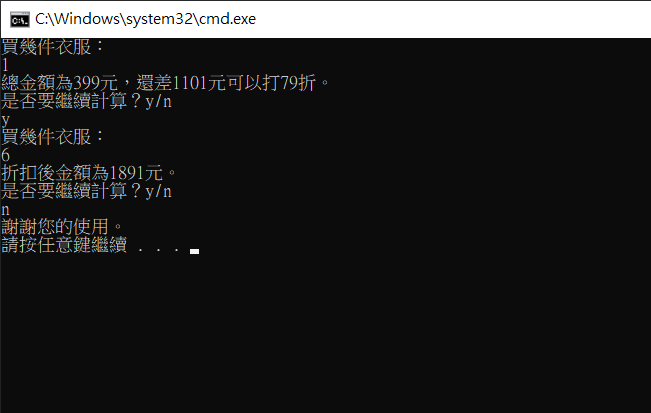 C:\Windows\system32\cmd.exe
買幾件衣服：
1
總金額為399元，還差1101元可以打79折。
是否要繼續計算？y/n
y
買幾件衣服：
6
折扣後金額為1891元。
是否要繼續計算？y/n
n
謝謝您的使用。
請按任意鍵繼續 . . .